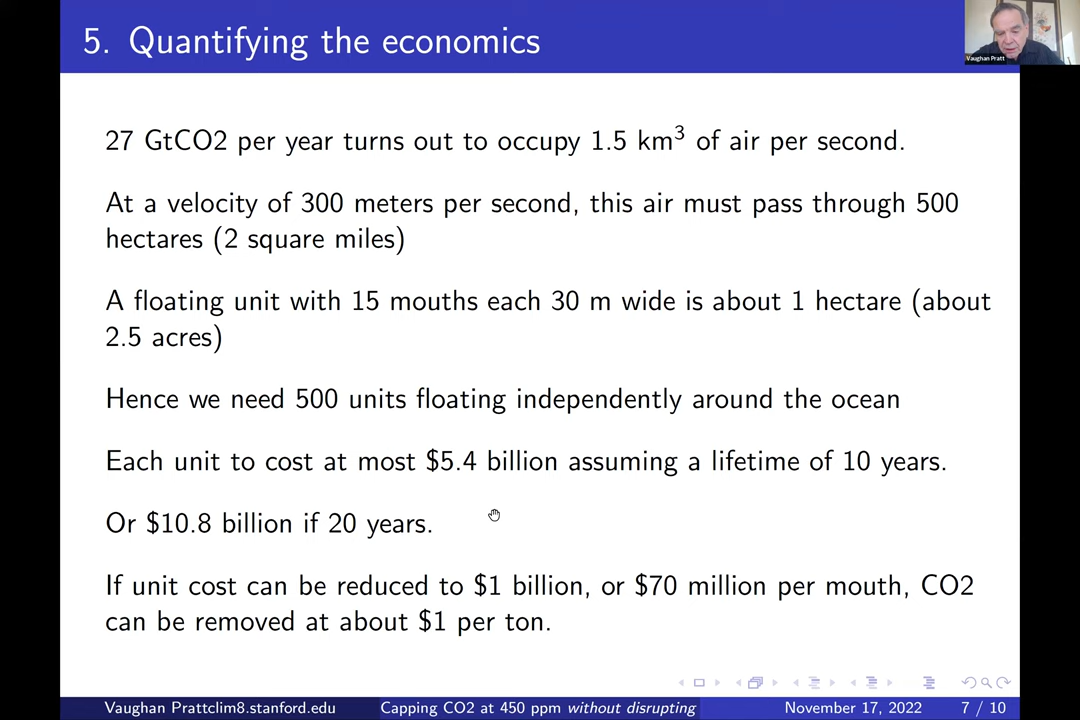 5. Quantifying the economics
Vaughan Pratt
27 GtCO2 per year turns out to occupy 1.5 km³ of air per second.
At a velocity of 300 meters per second, this air must pass through 500
hectares (2 square miles)
A floating unit with 15 mouths each 30 m wide is about 1 hectare (about
2.5 acres)
Hence we need 500 units floating independently around the ocean
Each unit to cost at most $5.4 billion assuming a lifetime of 10 years.
Or $10.8 billion if 20 years.
If unit cost can be reduced to $1 billion, or $70 million per mouth, CO2
can be removed at about $1 per ton.
Vaughan Prattclim8.stanford.edu Capping CO2 at 450 ppm without disrupting November 17, 2022 7 / 10